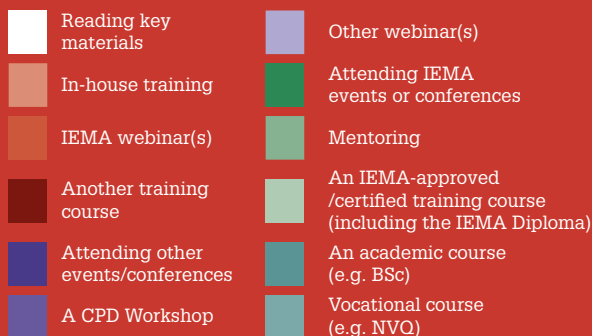 Reading key
materials
In-house training
IEMA webinar(s)
Another training
course
Attending other
events/conferences
A CPD Workshop
Other webinar(s)
Attending IEMA
events or conferences
Mentoring
An IEMA-approved
/certified training course
(including the IEMA Diploma)
An academic course
(e.g. BSc)
Vocational course
(e.g. NVQ)